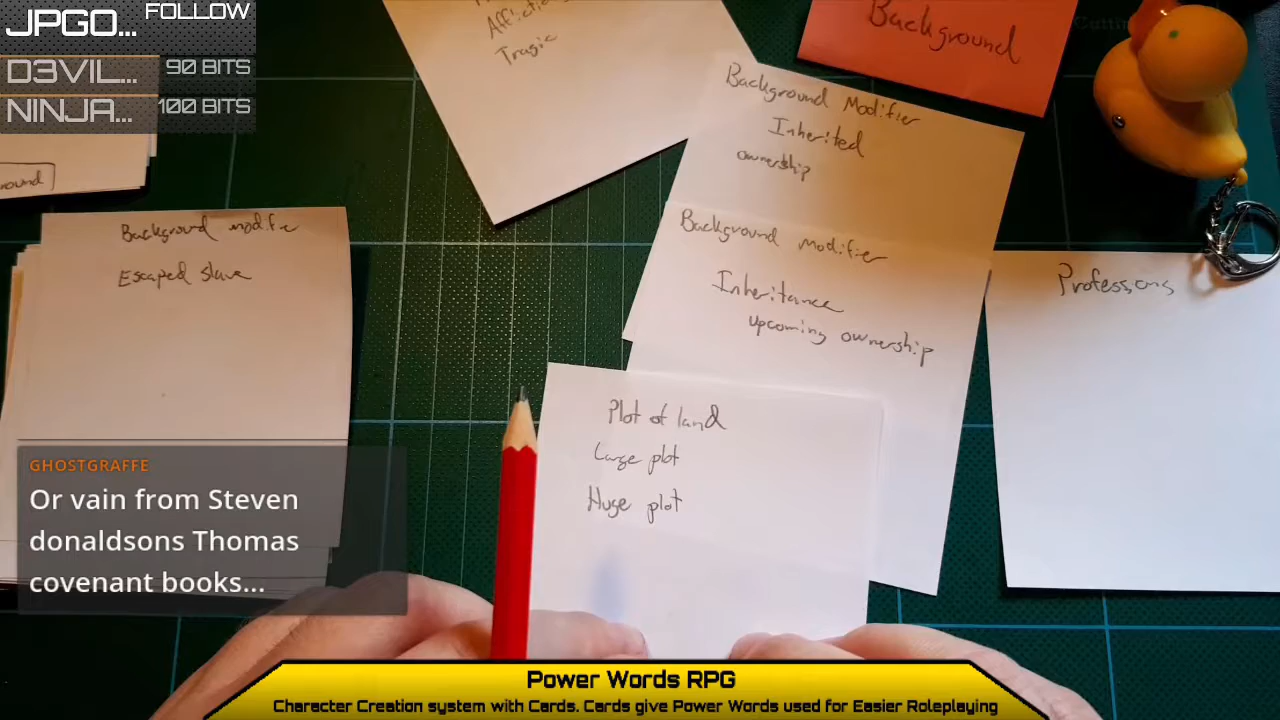 JPGO... FOLLOW
D3VIL... 90 BITS
NINJA... 100 BITS
Tragic
Background
Background Modifier
Inherited
ownership
Background modifier
Inheritance
upcoming ownership
Professions
Background modifie
Escaped slave
Plot of land
Large plot
Huge plot
GHOSTGRAFFE
Or vain from Steven
donaldsons Thomas
covenant books...
Power Words RPG
Character Creation system with Cards. Cards give Power Words used for Easier Roleplaying